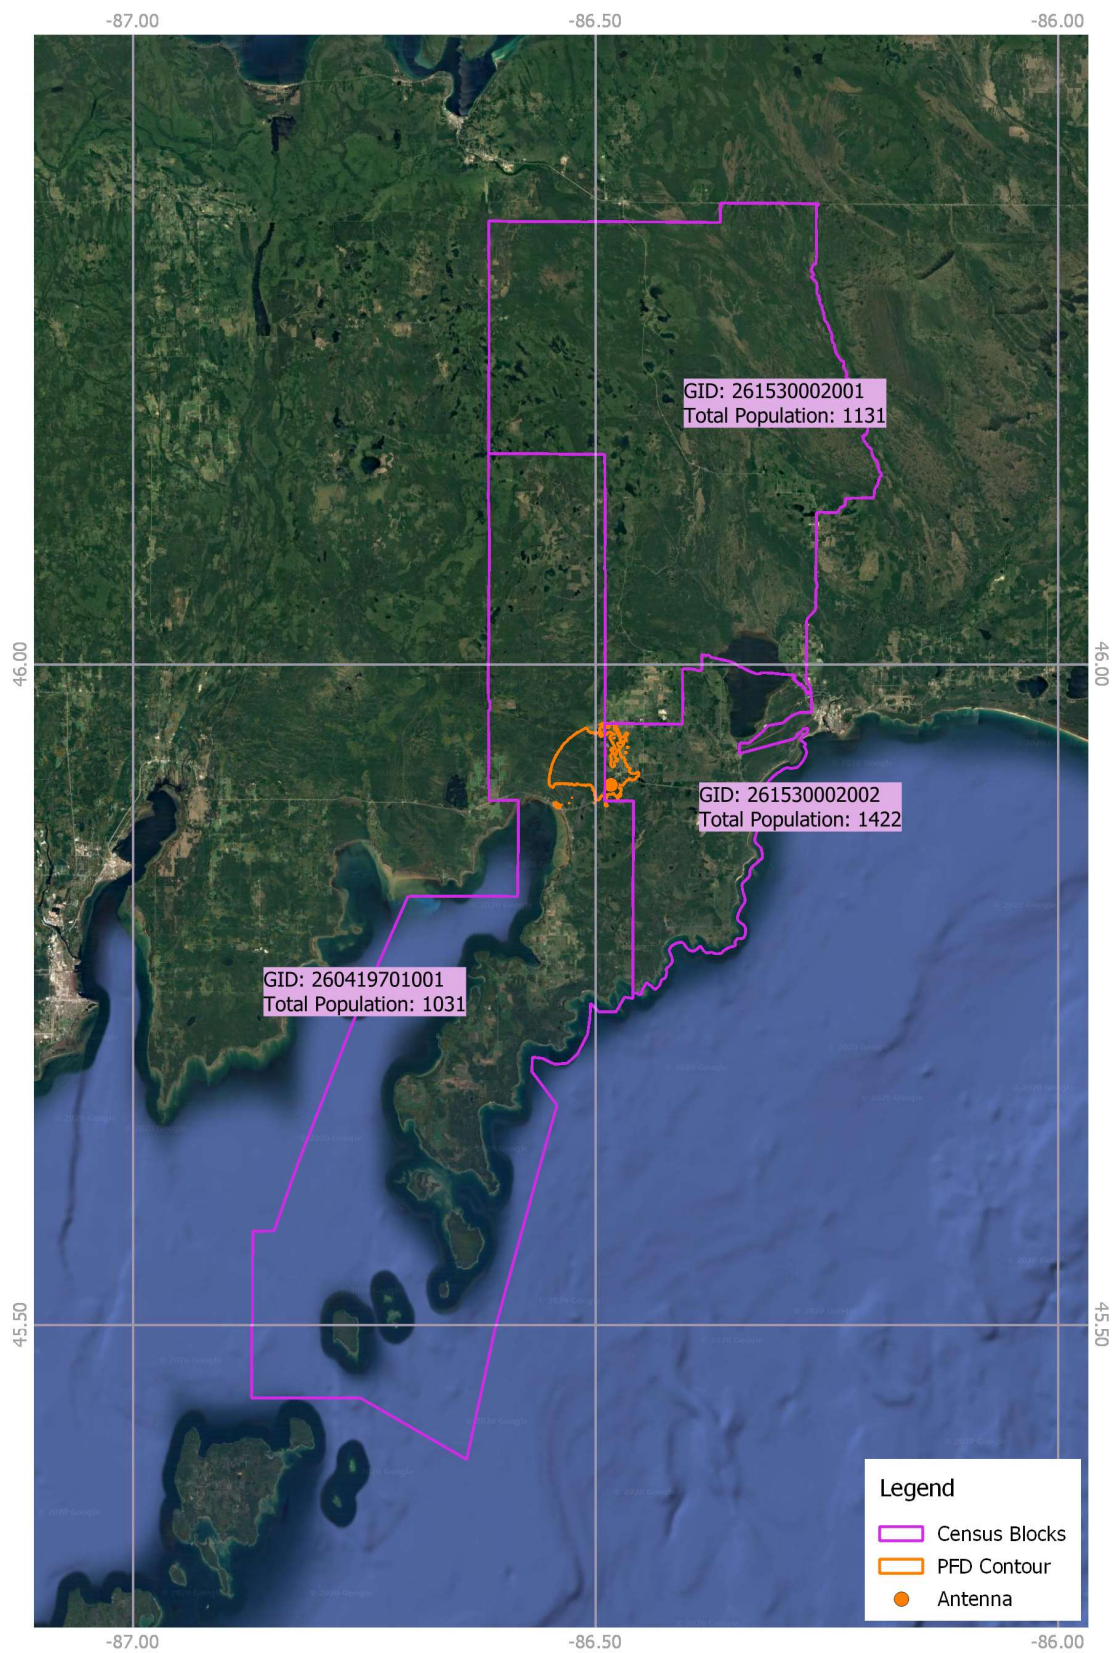 -87.00
-86.50
-86.00
GID: 261530002001
Total Population: 1131
46.00
46.00
GID: 261530002002
Total Population: 1422
GID: 260419701001
Total Population: 1031
45.50
45.50
Legend
Census Blocks
PFD Contour
Antenna
-87.00
-86.50
-86.00